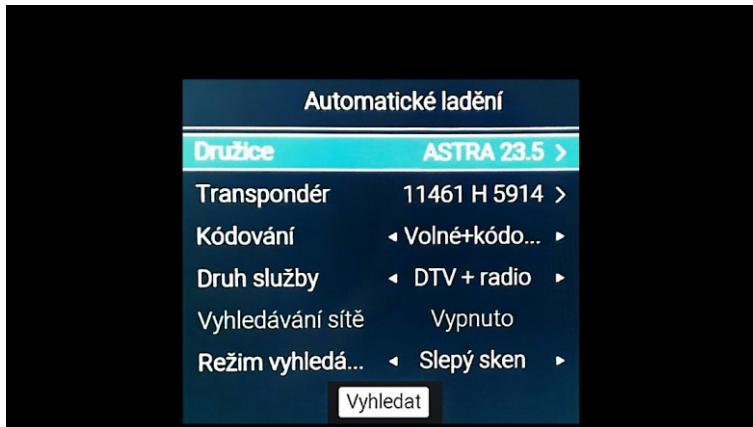 Automatické ladění
Družice ASTRA 23.5 >
Transpondér 11461 H 5914 >
Kódování ◂ Volné+kódo... ▸
Druh služby ◂ DTV + radio ▸
Vyhledávání sítě Vypnuto
Režim vyhledá... ◂ Slepý sken ▸
Vyhledat